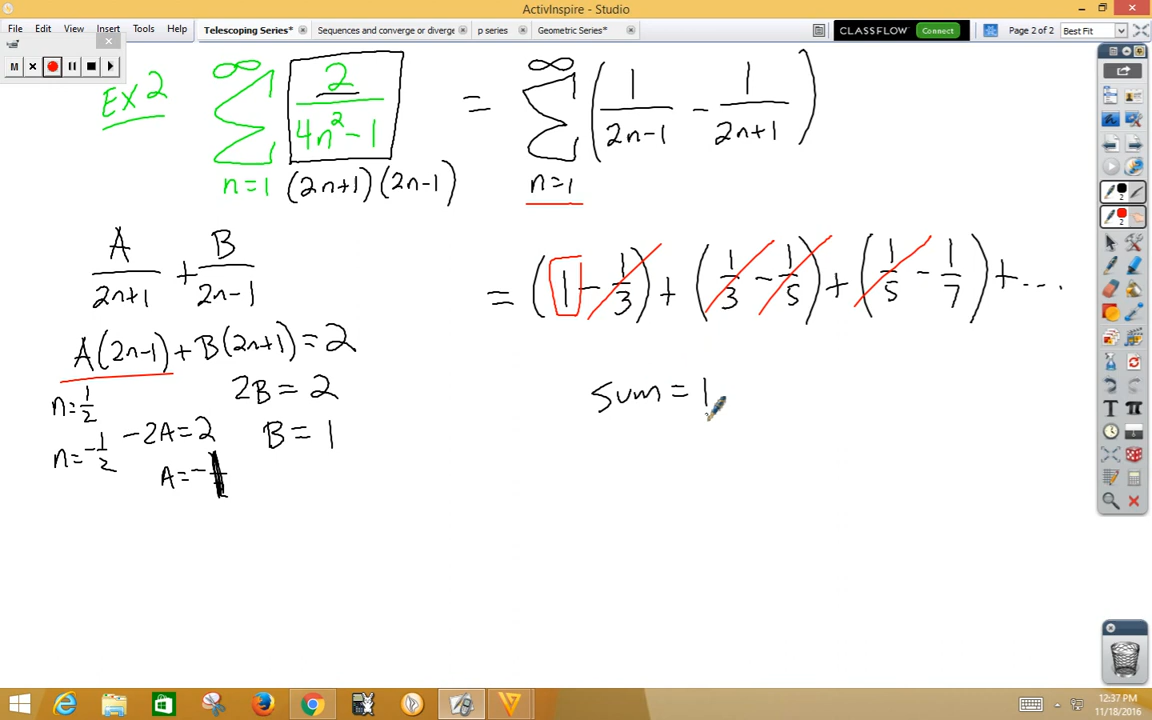 ActivInspire - Studio
File Edit View Insert Tools Help
Telescoping Series* Sequences and converge or diverge p series Geometric Series*
CLASSFLOW Connect Page 2 of 2 Best Fit
M
EX 2 ∞ Σ n=1 2/(4n²-1) = ∞ Σ n=1 (1/(2n-1) - 1/(2n+1))
(2n+1)(2n-1)
A/(2n+1) + B/(2n-1)
= (1 - 1/3) + (1/3 - 1/5) + (1/5 - 1/7) + ...
A(2n-1) + B(2n+1) = 2
n = 1/2 2B = 2
B = 1
n = -1/2 -2A = 2
A = -1
sum = 1
2
2
12:37 PM
11/18/2016